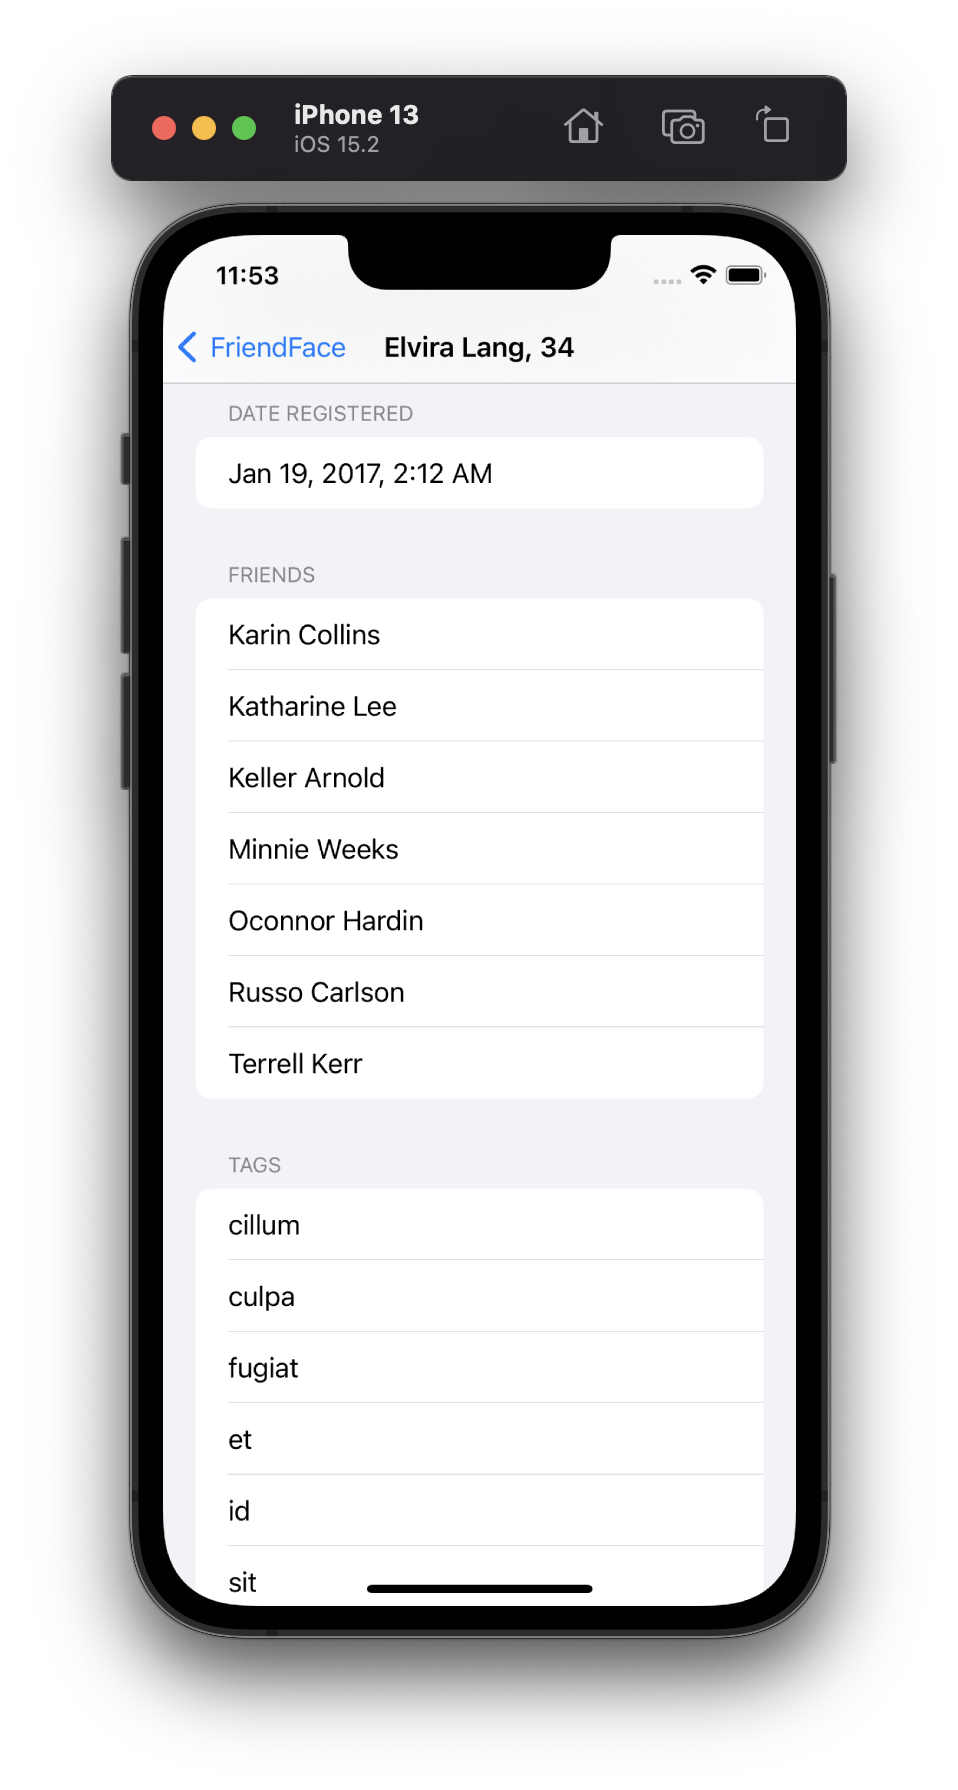 iPhone 13
iOS 15.2
11:53
FriendFace
Elvira Lang, 34
DATE REGISTERED
Jan 19, 2017, 2:12 AM
FRIENDS
Karin Collins
Katharine Lee
Keller Arnold
Minnie Weeks
Oconnor Hardin
Russo Carlson
Terrell Kerr
TAGS
cillum
culpa
fugiat
et
id
sit